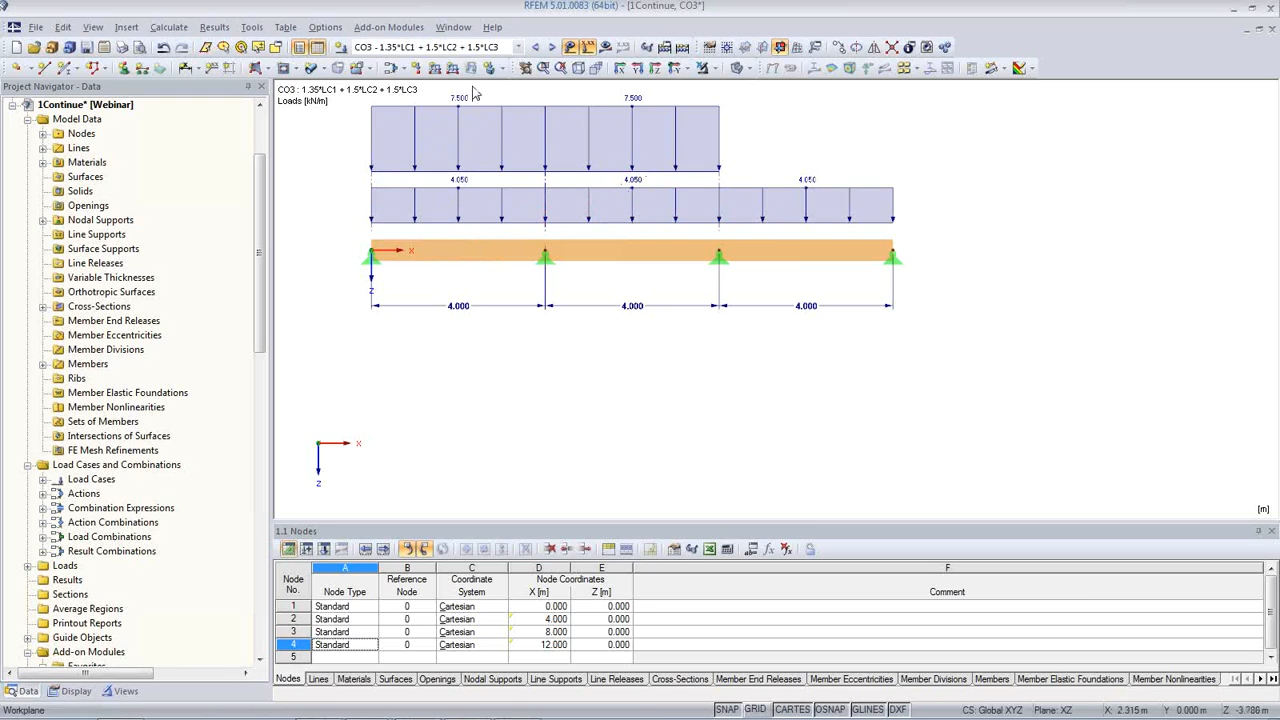 RFEM 5.01.0083 (64bit) - [1Continue, CO3*]
File Edit View Insert Calculate Results Tools Table Options Add-on Modules Window Help
CO3 - 1.35*LC1 + 1.5*LC2 + 1.5*LC3
Project Navigator - Data
1Continue* [Webinar]
Model Data
Nodes
Lines
Materials
Surfaces
Solids
Openings
Nodal Supports
Line Supports
Surface Supports
Line Releases
Variable Thicknesses
Orthotropic Surfaces
Cross-Sections
Member End Releases
Member Eccentricities
Member Divisions
Members
Ribs
Member Elastic Foundations
Member Nonlinearities
Sets of Members
Intersections of Surfaces
FE Mesh Refinements
Load Cases and Combinations
Load Cases
Actions
Combination Expressions
Action Combinations
Load Combinations
Result Combinations
Loads
Results
Sections
Average Regions
Printout Reports
Guide Objects
Add-on Modules
Favorites
Data Display Views
CO3 : 1.35*LC1 + 1.5*LC2 + 1.5*LC3
Loads [kN/m]
7.500 7.500
4.050 4.050 4.050
X
Z
4.000 4.000 4.000
X
Z
[m]
1.1 Nodes
A B C D E F
Node Reference Coordinate Node Coordinates
No. Node Type Node System X [m] Z [m] Comment
1 Standard 0 Cartesian 0.000 0.000
2 Standard 0 Cartesian 4.000 0.000
3 Standard 0 Cartesian 8.000 0.000
4 Standard 0 Cartesian 12.000 0.000
5
Nodes Lines Materials Surfaces Openings Nodal Supports Line Supports Line Releases Cross-Sections Member End Releases Member Eccentricities Member Divisions Members Member Elastic Foundations Member Nonlinearities
Workplane SNAP GRID CARTES OSNAP GLINES DXF CS: Global XYZ Plane: XZ X: 2.315 m Y: 0.000 m Z: -3.786 m